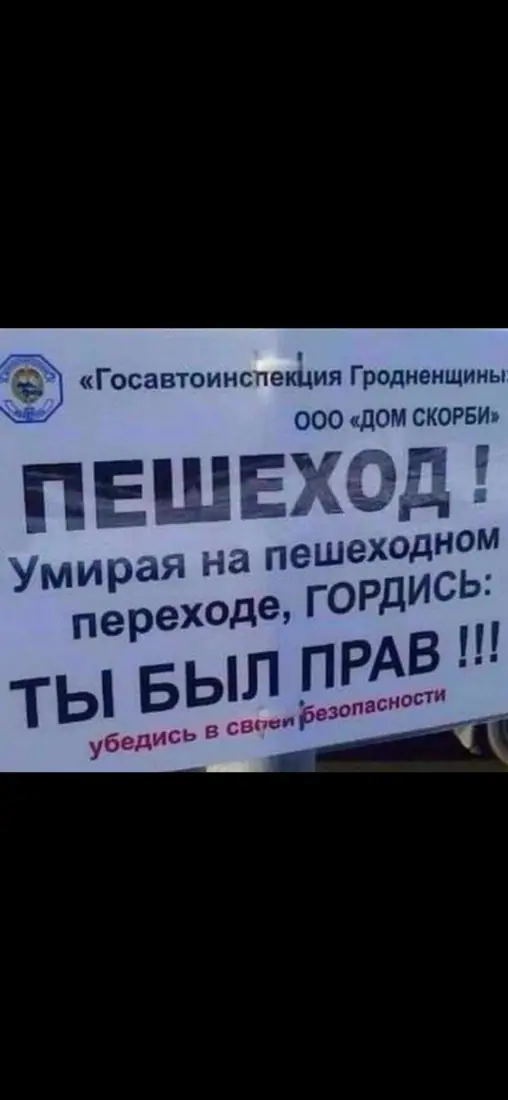 «Госавтоинспекция Гродненщины»
ООО «ДОМ СКОРБИ»
ПЕШЕХОД !
Умирая на пешеходном
переходе, ГОРДИСЬ:
ТЫ БЫЛ ПРАВ !!!
убедись в своей безопасности